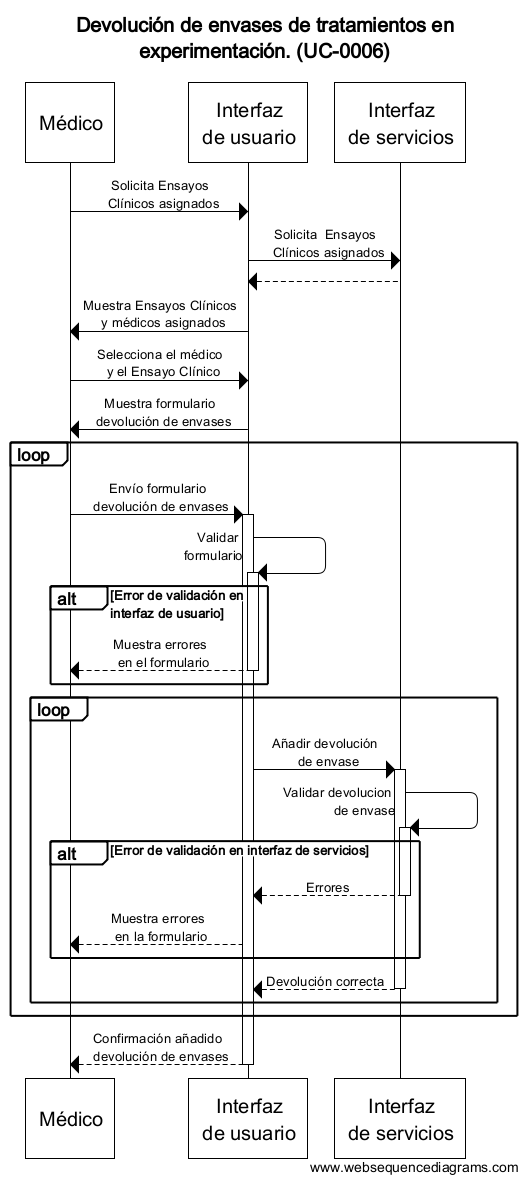 Devolución de envases de tratamientos en
experimentación. (UC-0006)
Médico
Interfaz
de usuario
Interfaz
de servicios
Solicita Ensayos
Clínicos asignados
Solicita Ensayos
Clínicos asignados
Muestra Ensayos Clínicos
y médicos asignados
Selecciona el médico
y el Ensayo Clínico
Muestra formulario
devolución de envases
loop
Envío formulario
devolución de envases
Validar
formulario
alt
[Error de validación en
interfaz de usuario]
Muestra errores
en el formulario
loop
Añadir devolución
de envase
Validar devolucion
de envase
alt
[Error de validación en interfaz de servicios]
Errores
Muestra errores
en la formulario
Devolución correcta
Confirmación añadido
devolución de envases
Médico
Interfaz
de usuario
Interfaz
de servicios
www.websequencediagrams.com